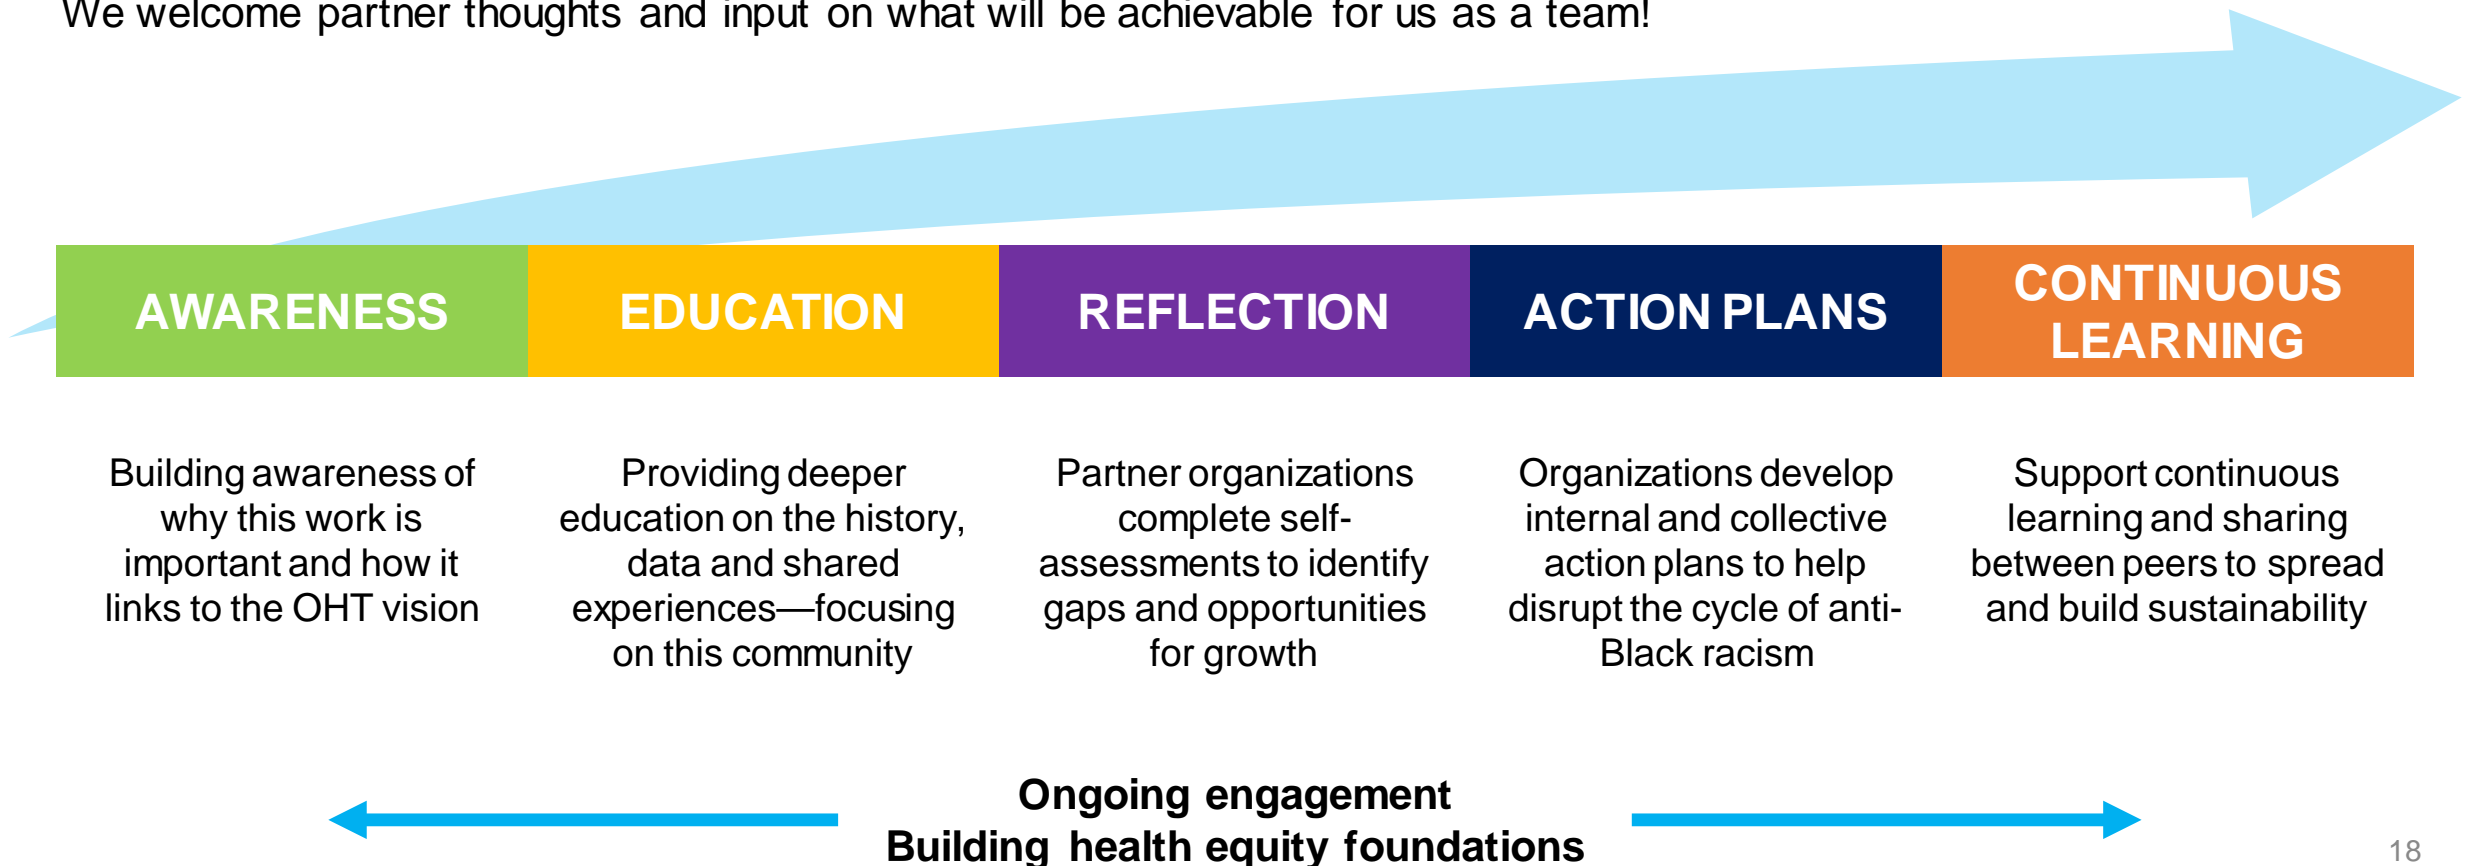 We welcome partner thoughts and input on what will be achievable for us as a team!
AWARENESS
EDUCATION
REFLECTION
ACTION PLANS
CONTINUOUS
LEARNING
Building awareness of
why this work is
important and how it
links to the OHT vision
Providing deeper
education on the history,
data and shared
experiences—focusing
on this community
Partner organizations
complete self-
assessments to identify
gaps and opportunities
for growth
Organizations develop
internal and collective
action plans to help
disrupt the cycle of anti-
Black racism
Support continuous
learning and sharing
between peers to spread
and build sustainability
Ongoing engagement
Building health equity foundations
18